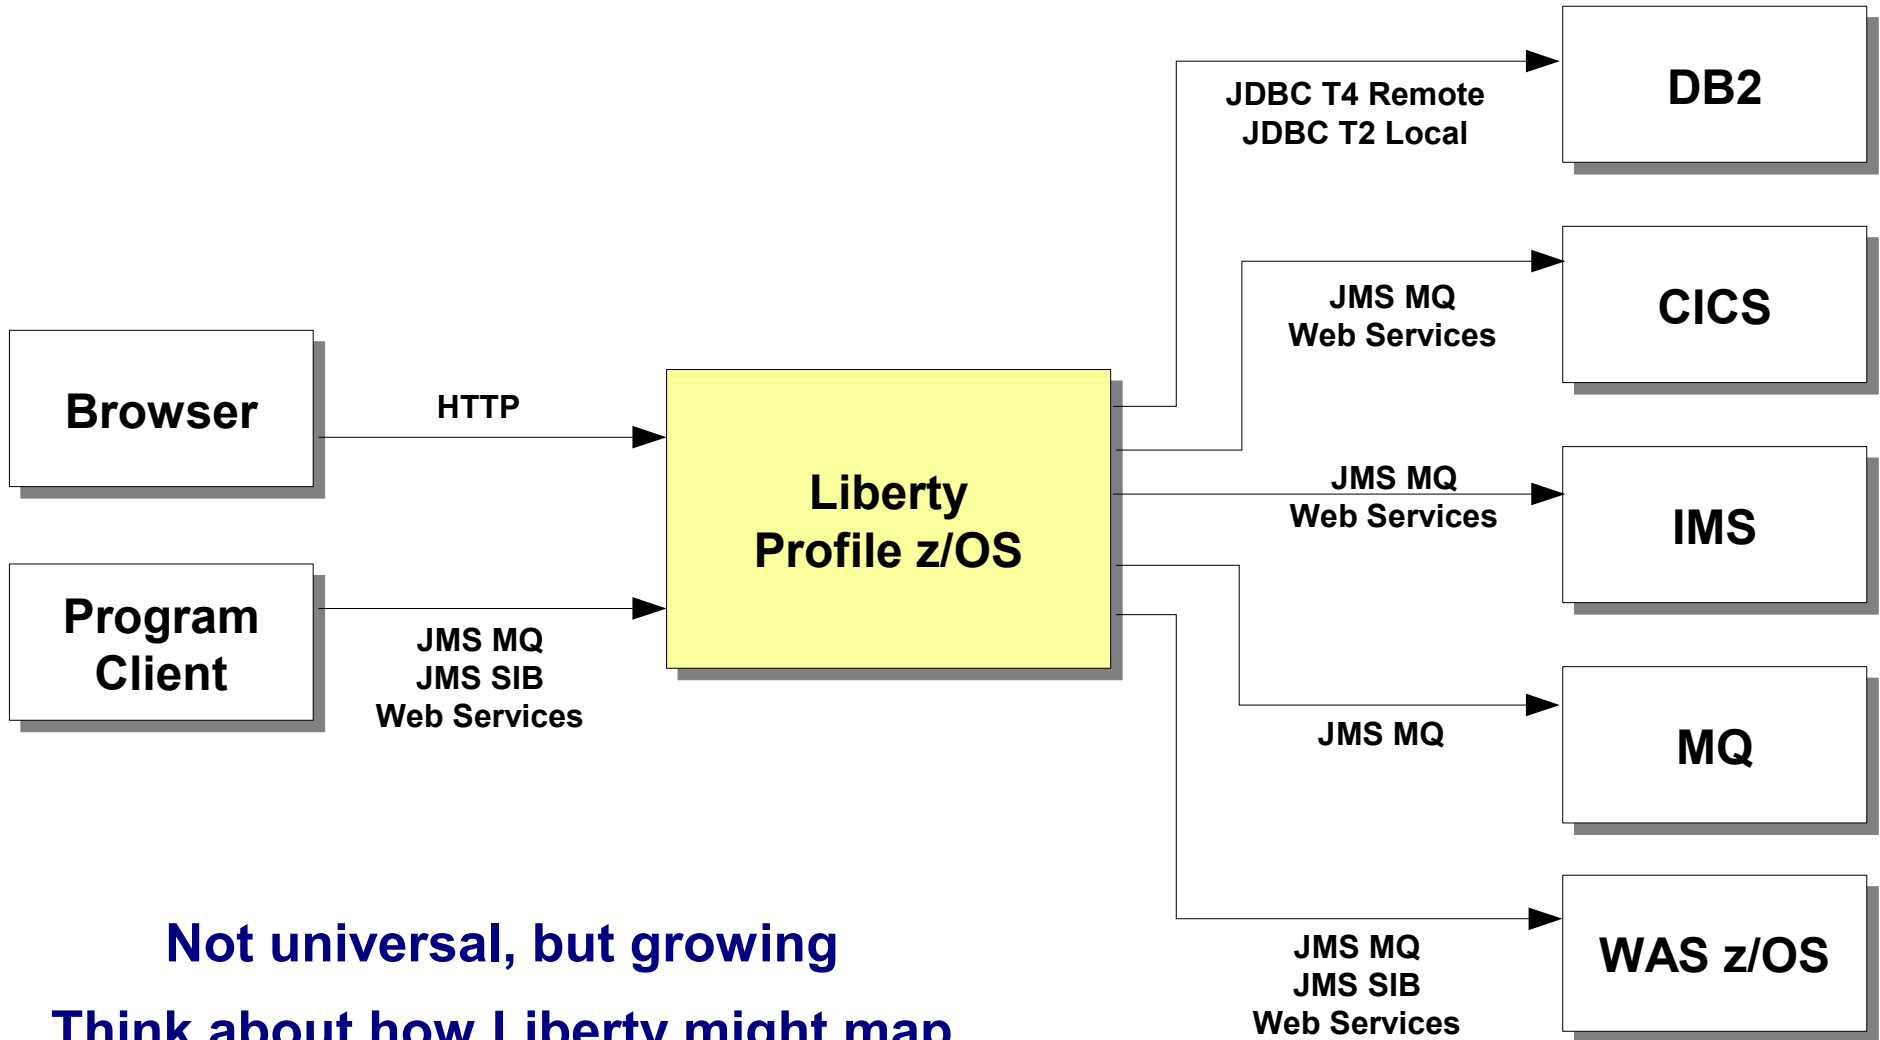 JDBC T4 Remote
JDBC T2 Local
DB2
JMS MQ
Web Services
CICS
Browser
HTTP
Liberty
Profile z/OS
JMS MQ
Web Services
IMS
Program
Client
JMS MQ
JMS SIB
Web Services
JMS MQ
MQ
Not universal, but growing
Think about how Liberty might map
JMS MQ
JMS SIB
Web Services
WAS z/OS